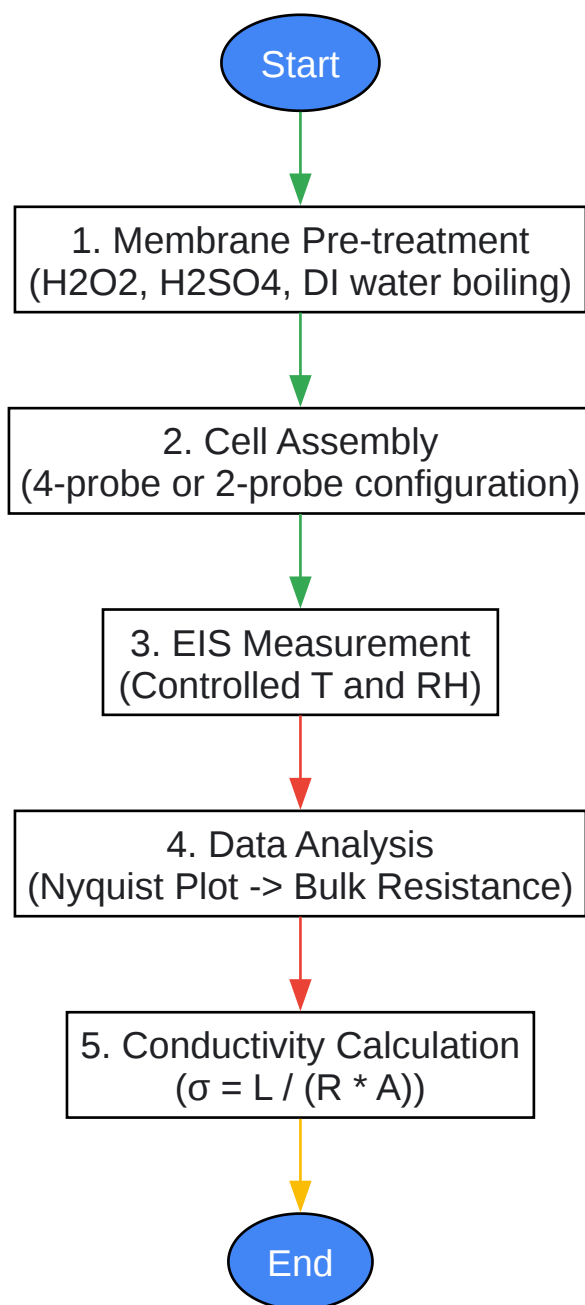 Start
1. Membrane Pre-treatment
(H2O2, H2SO4, DI water boiling)
2. Cell Assembly
(4-probe or 2-probe configuration)
3. EIS Measurement
(Controlled T and RH)
4. Data Analysis
(Nyquist Plot -> Bulk Resistance)
5. Conductivity Calculation
(σ = L / (R * A))
End